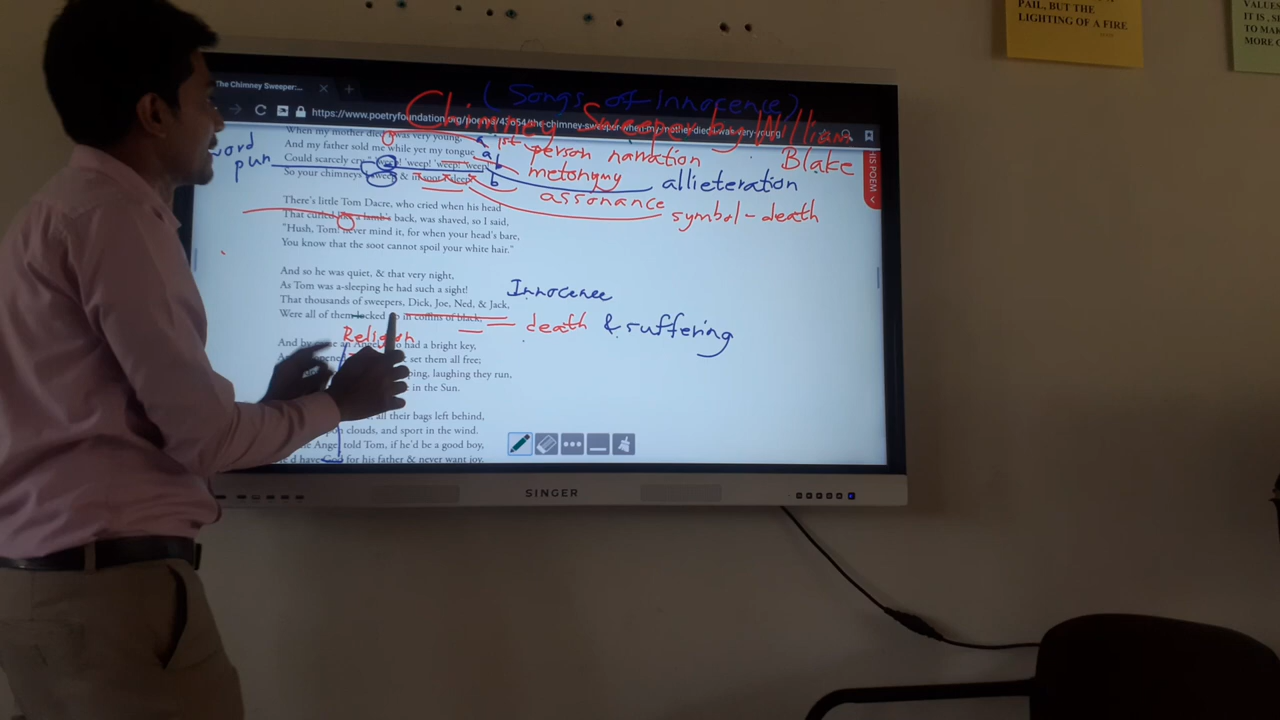 PAIL, BUT THE
LIGHTING OF A FIRE
VALUES
IT IS, S
TO MAK
MORE C
The Chimney Sweeper:...
https://www.poetryfoundation.org/poems/43654/the-chimney-sweeper-when-my-mother-died-i-was-very-young
(Songs of innocence)
Chimney Sweeper by William
Blake
HIS POEM
When my mother died I was very young,
And my father sold me while yet my tongue
Could scarcely cry " 'weep! 'weep! 'weep! 'weep!
So your chimneys I sweep & in soot I sleep.
word
pun
a
a
b
b
1st person narration
metonymy
allieteration
assonance
symbol - death
There's little Tom Dacre, who cried when his head
That curled like a lamb's back, was shaved, so I said,
"Hush, Tom! never mind it, for when your head's bare,
You know that the soot cannot spoil your white hair."
And so he was quiet, & that very night,
As Tom was a-sleeping he had such a sight!
That thousands of sweepers, Dick, Joe, Ned, & Jack,
Were all of them locked up in coffins of black;
Innocence
death & suffering
Religion
And by came an Angel who had a bright key,
set them all free;
ping, laughing they run,
in the Sun.
all their bags left behind,
clouds, and sport in the wind.
Angel told Tom, if he'd be a good boy,
He'd have God for his father & never want joy.
SINGER